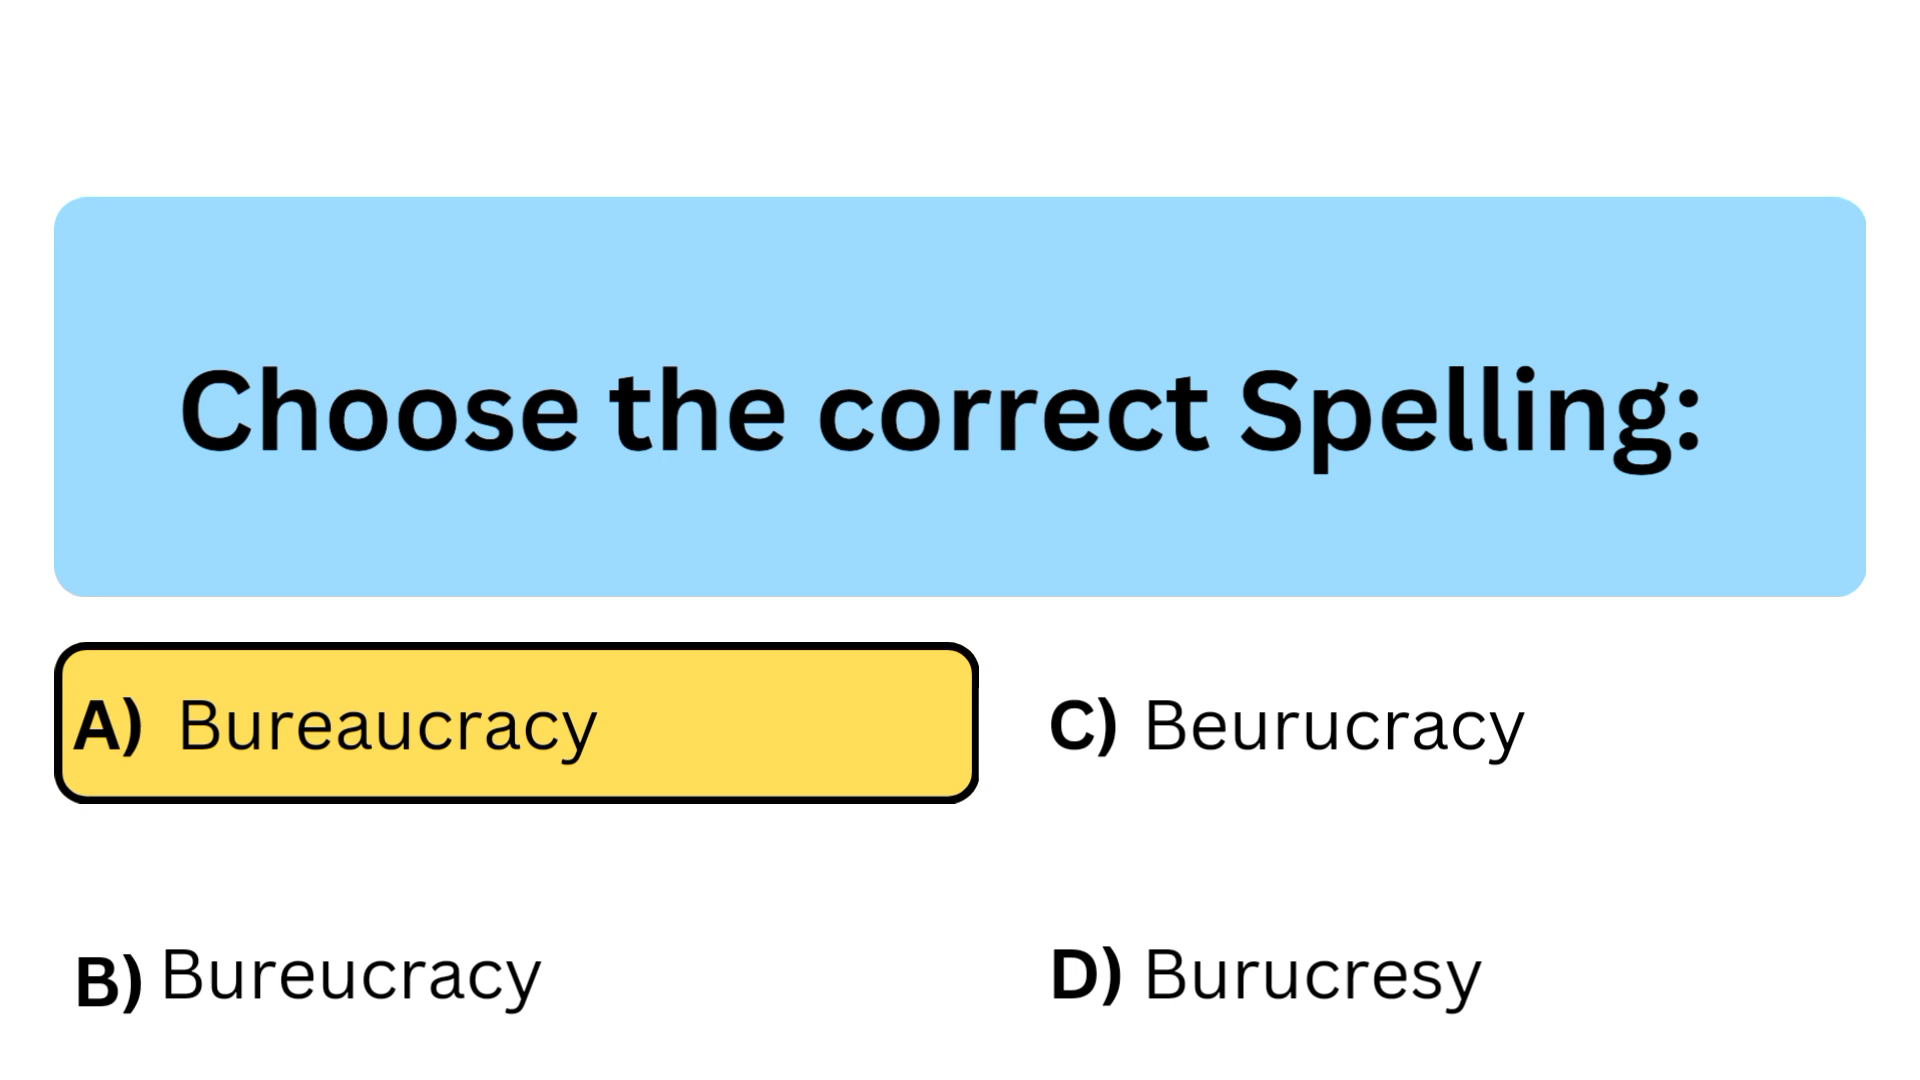 Choose the correct Spelling:
A) Bureaucracy
C) Beurucracy
B) Bureucracy
D) Burucresy